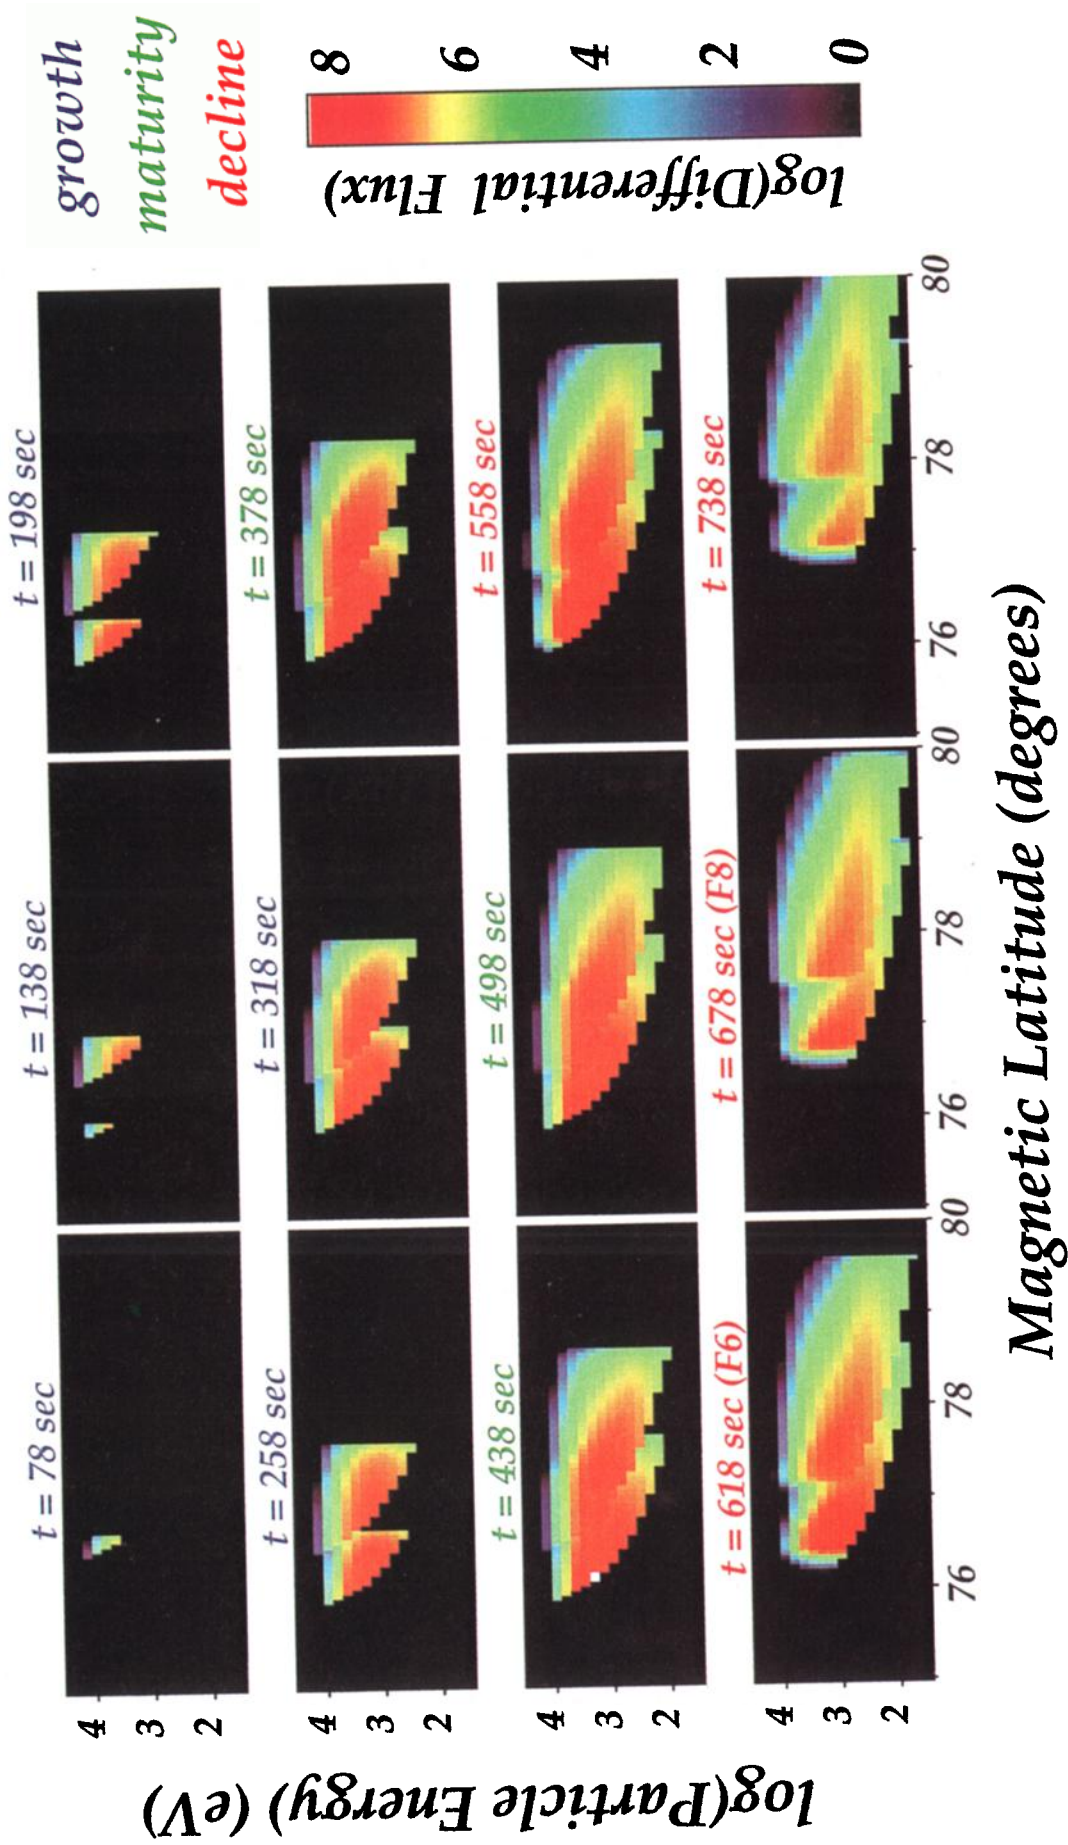 growth
maturity
decline
t = 78 sec
t = 138 sec
t = 198 sec
t = 258 sec
t = 318 sec
t = 378 sec
t = 438 sec
t = 498 sec
t = 558 sec
t = 618 sec (F6)
t = 678 sec (F8)
t = 738 sec
4
3
2
4
3
2
4
3
2
4
3
2
76
78
80
76
78
80
76
78
80
log(Particle Energy) (eV)
Magnetic Latitude (degrees)
log(Differential Flux)
8
6
4
2
0